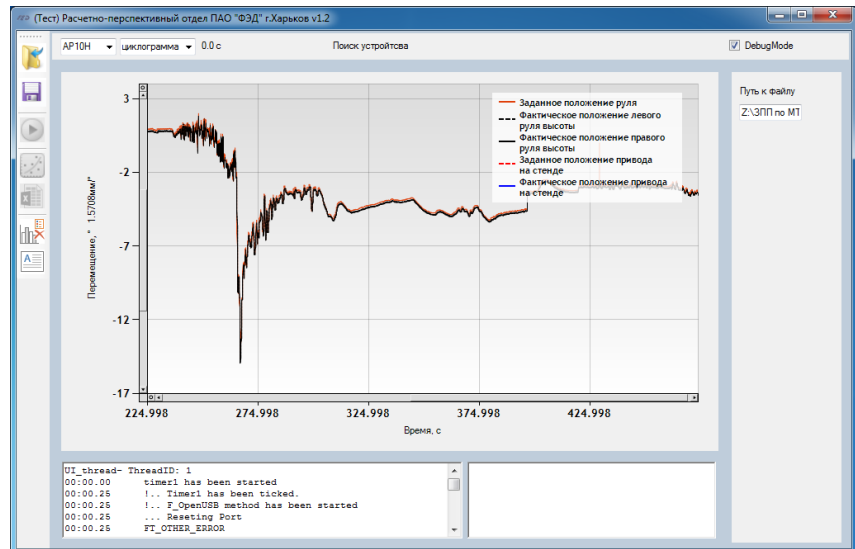 (Тест) Расчетно-перспективный отдел ПАО "ФЭД" г.Харьков v1.2
АР10Н циклограмма 0.0 с Поиск устройтсва DebugMode
Путь к файлу
Z:\ЗПП по МТ
Заданное положение руля
Фактическое положение левого
руля высоты
Фактическое положение правого
руля высоты
Заданное положение привода
на стенде
Фактическое положение привода
на стенде
Перемещение, ° 1.5708мм/°
3
-2
-7
-12
-17
224,998 274,998 324,998 374,998 424,998
Время, с
UI_thread- ThreadID: 1
00:00.00 timer1 has been started
00:00.25 !.. Timer1 has been ticked.
00:00.25 !.. F_OpenUSB method has been started
00:00.25 ... Reseting Port
00:00.25 FT_OTHER_ERROR